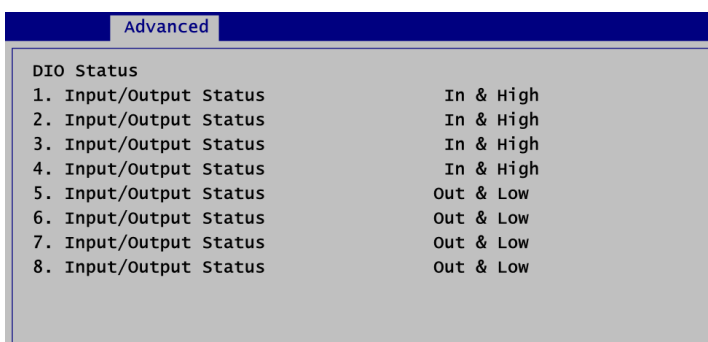 Advanced
DIO Status
1. Input/Output Status In & High
2. Input/Output Status In & High
3. Input/Output Status In & High
4. Input/Output Status In & High
5. Input/Output Status Out & Low
6. Input/Output Status Out & Low
7. Input/Output Status Out & Low
8. Input/Output Status Out & Low